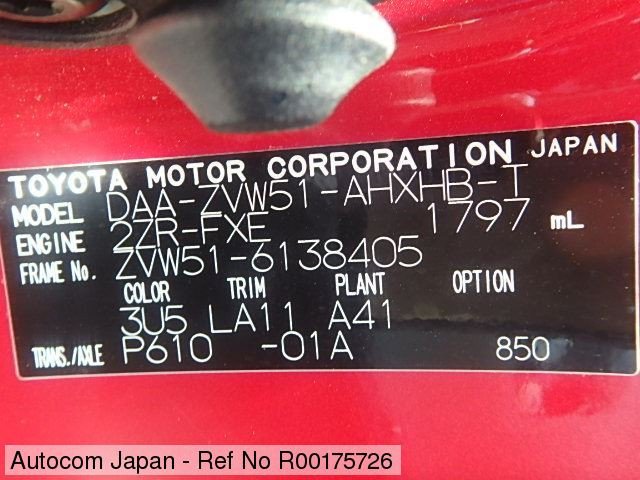 TOYOTA MOTOR CORPORATION JAPAN
MODEL DAA-ZVW51-AHXHB-T
ENGINE 2ZR-FXE 1797 mL
FRAME No. ZVW51-6138405
COLOR TRIM PLANT OPTION
3U5 LA11 A41
TRANS./AXLE P610 -01A 850
Autocom Japan - Ref No R00175726